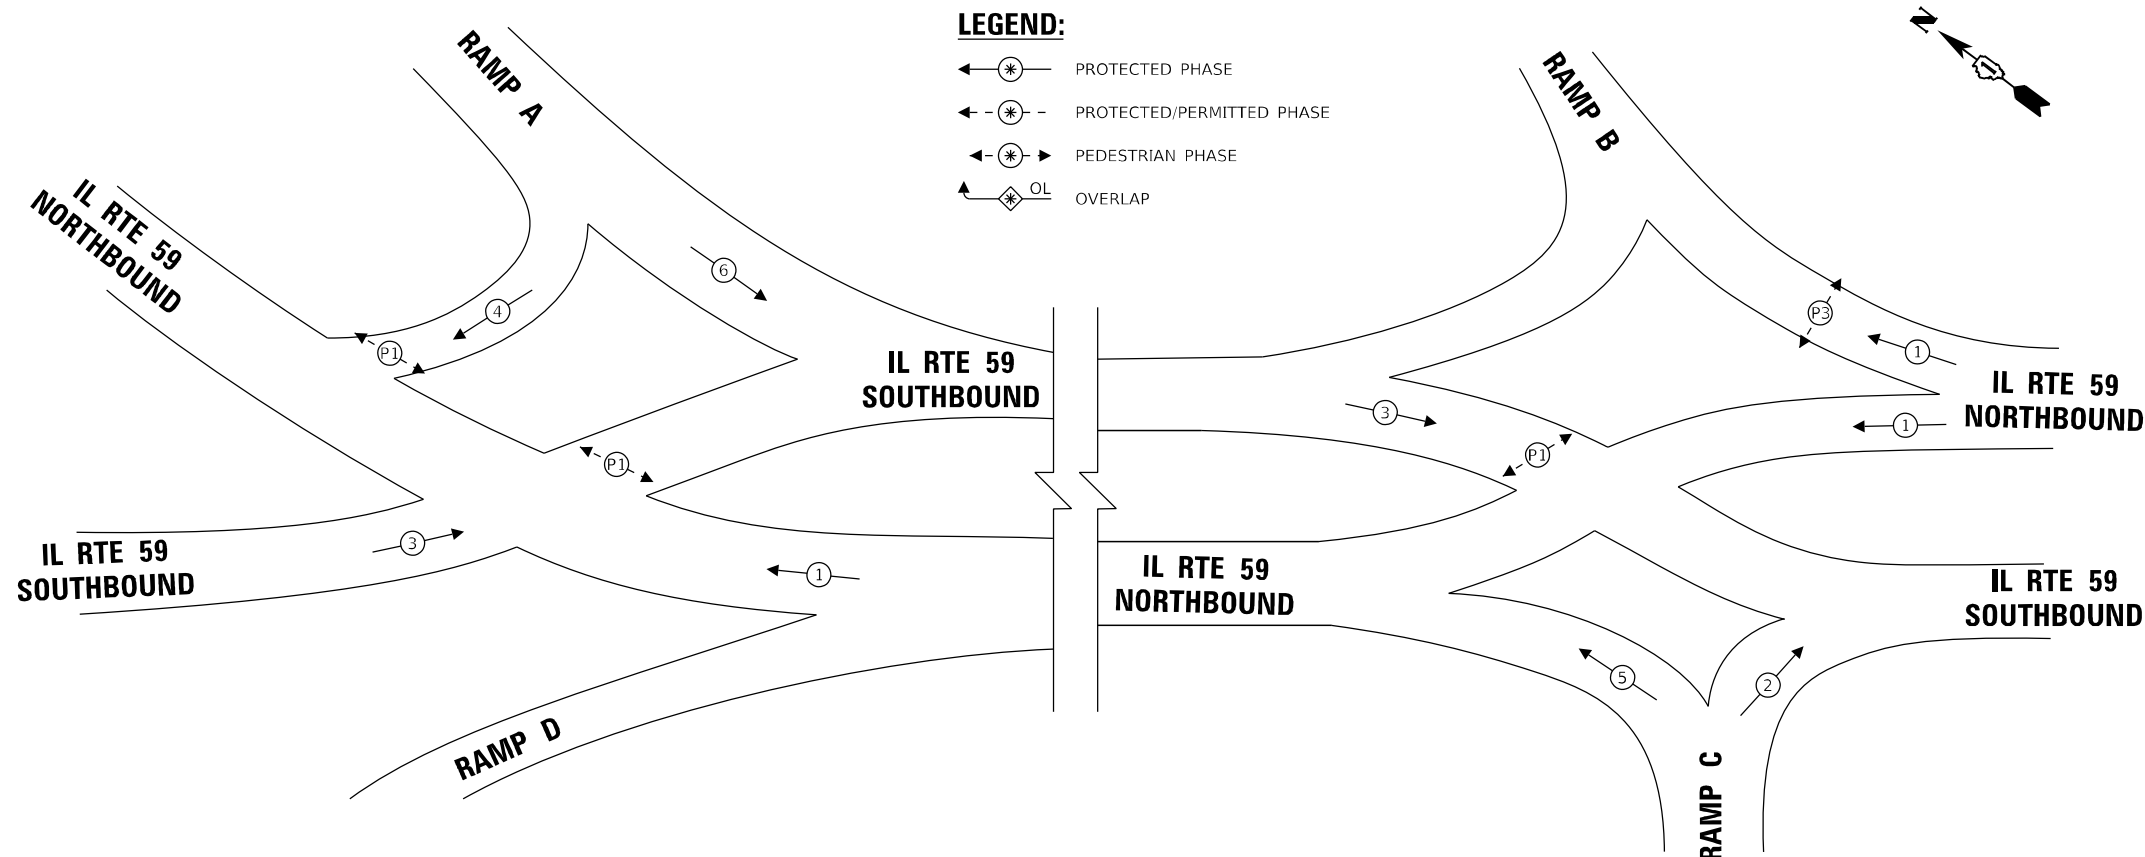 LEGEND:
PROTECTED PHASE
PROTECTED/PERMITTED PHASE
PEDESTRIAN PHASE
OL
OVERLAP
N
1
RAMP A
RAMP B
IL RTE 59
NORTHBOUND
6
4
P1
P3
1
IL RTE 59
SOUTHBOUND
IL RTE 59
NORTHBOUND
3
1
P1
P1
3
IL RTE 59
SOUTHBOUND
1
IL RTE 59
NORTHBOUND
IL RTE 59
SOUTHBOUND
5
2
RAMP D
RAMP C